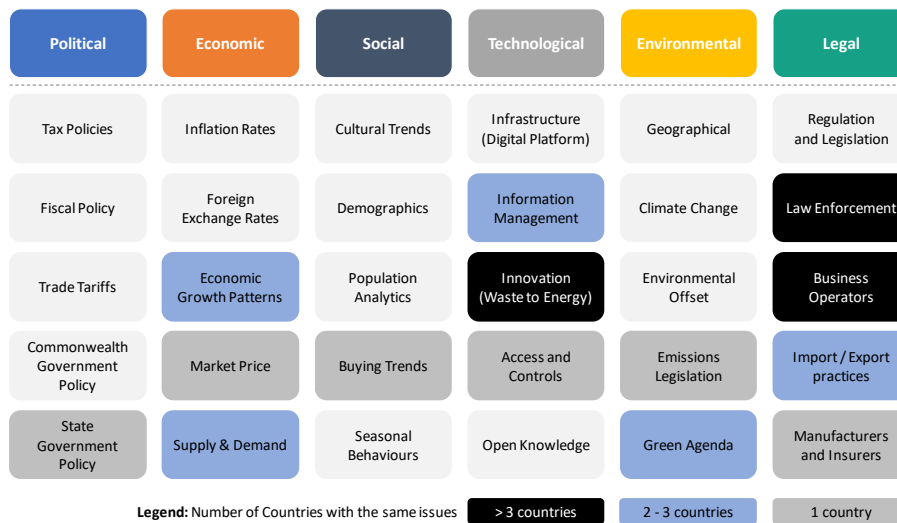 Political
Economic
Social
Technological
Environmental
Legal
Tax Policies
Inflation Rates
Cultural Trends
Infrastructure
(Digital Platform)
Geographical
Regulation
and Legislation
Fiscal Policy
Foreign
Exchange Rates
Demographics
Information
Management
Climate Change
Law Enforcement
Trade Tariffs
Economic
Growth Patterns
Population
Analytics
Innovation
(Waste to Energy)
Environmental
Offset
Business
Operators
Commonwealth
Government
Policy
Market Price
Buying Trends
Access and
Controls
Emissions
Legislation
Import / Export
practices
State
Government
Policy
Supply & Demand
Seasonal
Behaviours
Open Knowledge
Green Agenda
Manufacturers
and Insurers
Legend: Number of Countries with the same issues
> 3 countries
2 - 3 countries
1 country